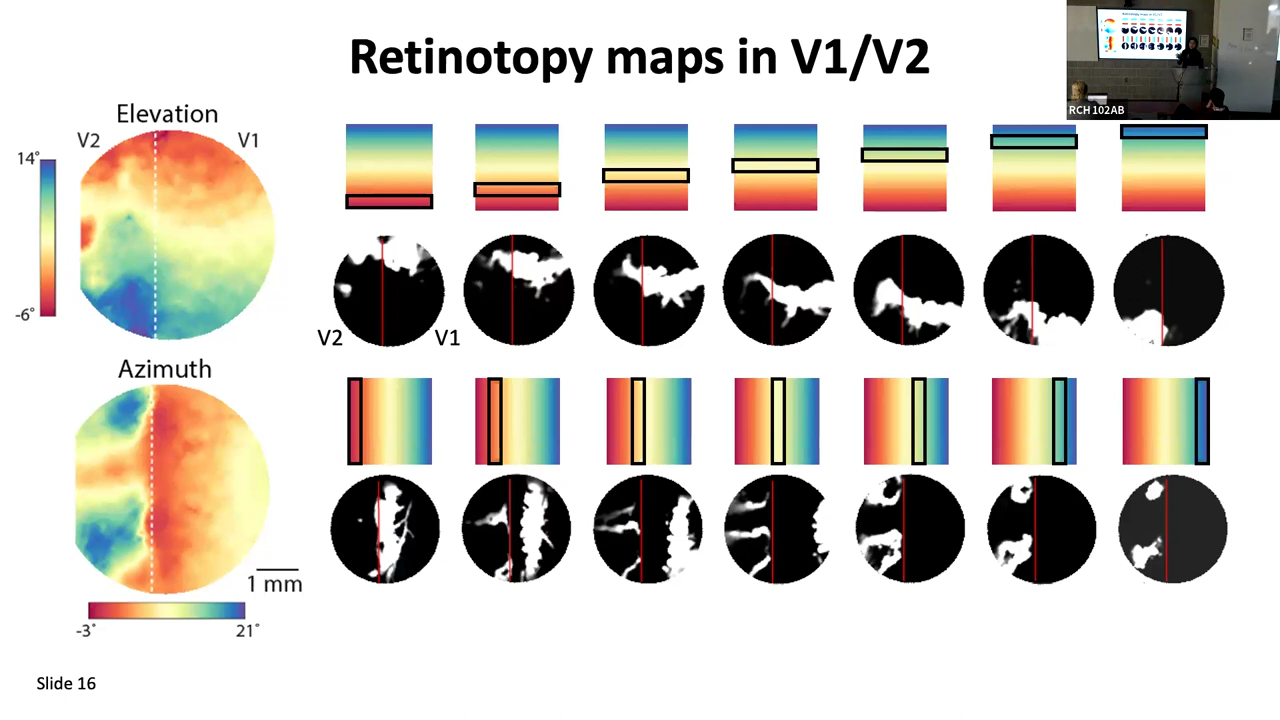 Retinotopy maps in V1/V2
RCH 102AB
Elevation
V2
V1
14°
-6°
V2
V1
Azimuth
1 mm
-3°
21°
Slide 16